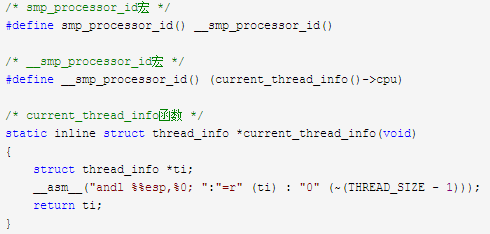 /* smp_processor_id宏 */
#define smp_processor_id() __smp_processor_id()
/* __smp_processor_id宏 */
#define __smp_processor_id() (current_thread_info()->cpu)
/* current_thread_info函数 */
static inline struct thread_info *current_thread_info(void)
{
    struct thread_info *ti;
    __asm__("andl %%esp,%0; ":"=r" (ti) : "0" (~(THREAD_SIZE - 1)));
    return ti;
}